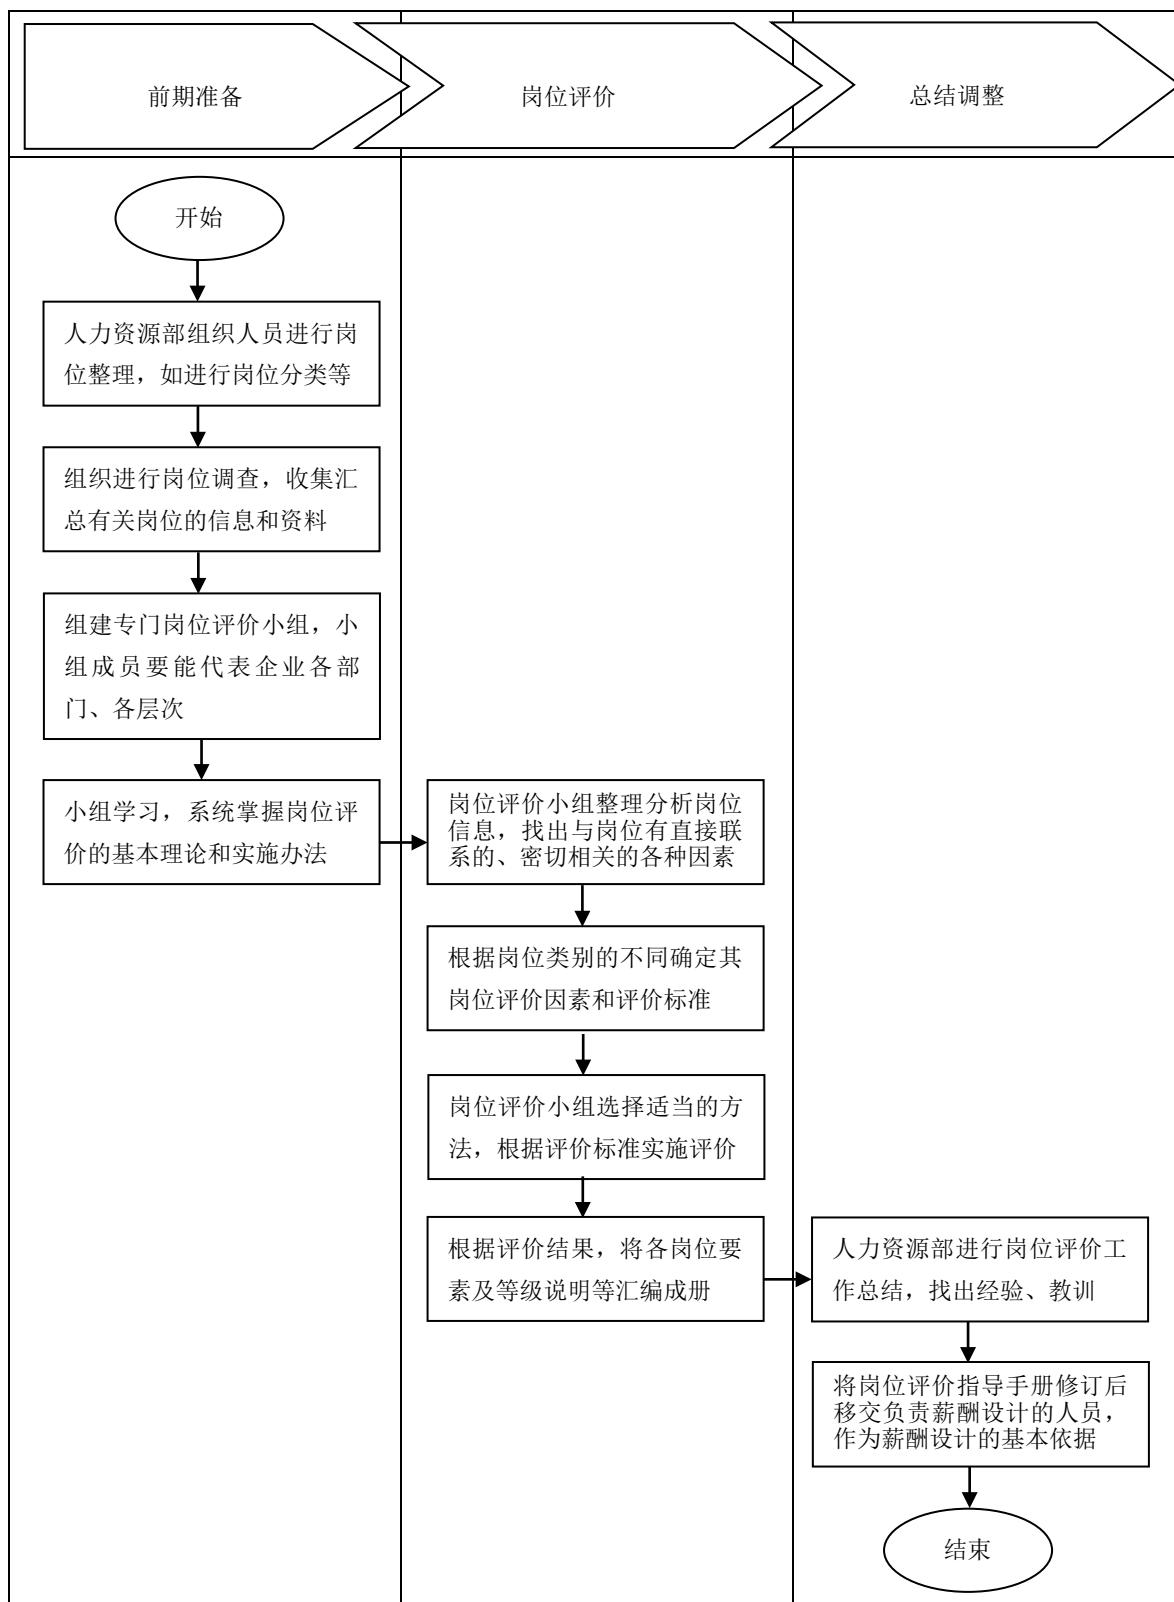 前期准备
岗位评价
总结调整
开始
人力资源部组织人员进行岗
位整理，如进行岗位分类等
组织进行岗位调查，收集汇
总有关岗位的信息和资料
组建专门岗位评价小组，小
组成员要能代表企业各部
门、各层次
小组学习，系统掌握岗位评
价的基本理论和实施办法
岗位评价小组整理分析岗位
信息，找出与岗位有直接联
系的、密切相关的各种因素
根据岗位类别的不同确定其
岗位评价因素和评价标准
岗位评价小组选择适当的方
法，根据评价标准实施评价
根据评价结果，将各岗位要
素及等级说明等汇编成册
人力资源部进行岗位评价工
作总结，找出经验、教训
将岗位评价指导手册修订后
移交负责薪酬设计的人员，
作为薪酬设计的基本依据
结束